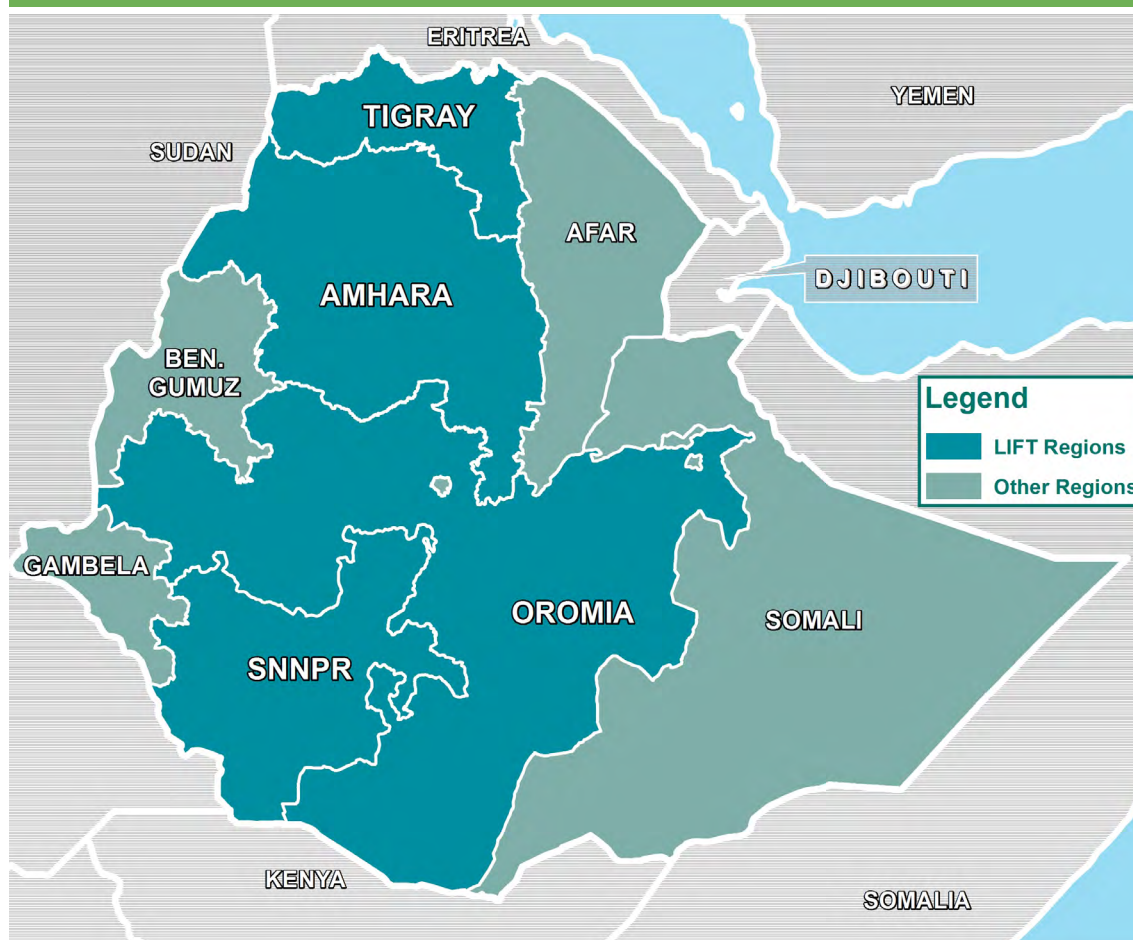 ERITREA
YEMEN
TIGRAY
SUDAN
AFAR
DJIBOUTI
AMHARA
BEN.
GUMUZ
Legend
LIFT Regions
Other Regions
GAMBELA
OROMIA
SOMALI
SNNPR
KENYA
SOMALIA